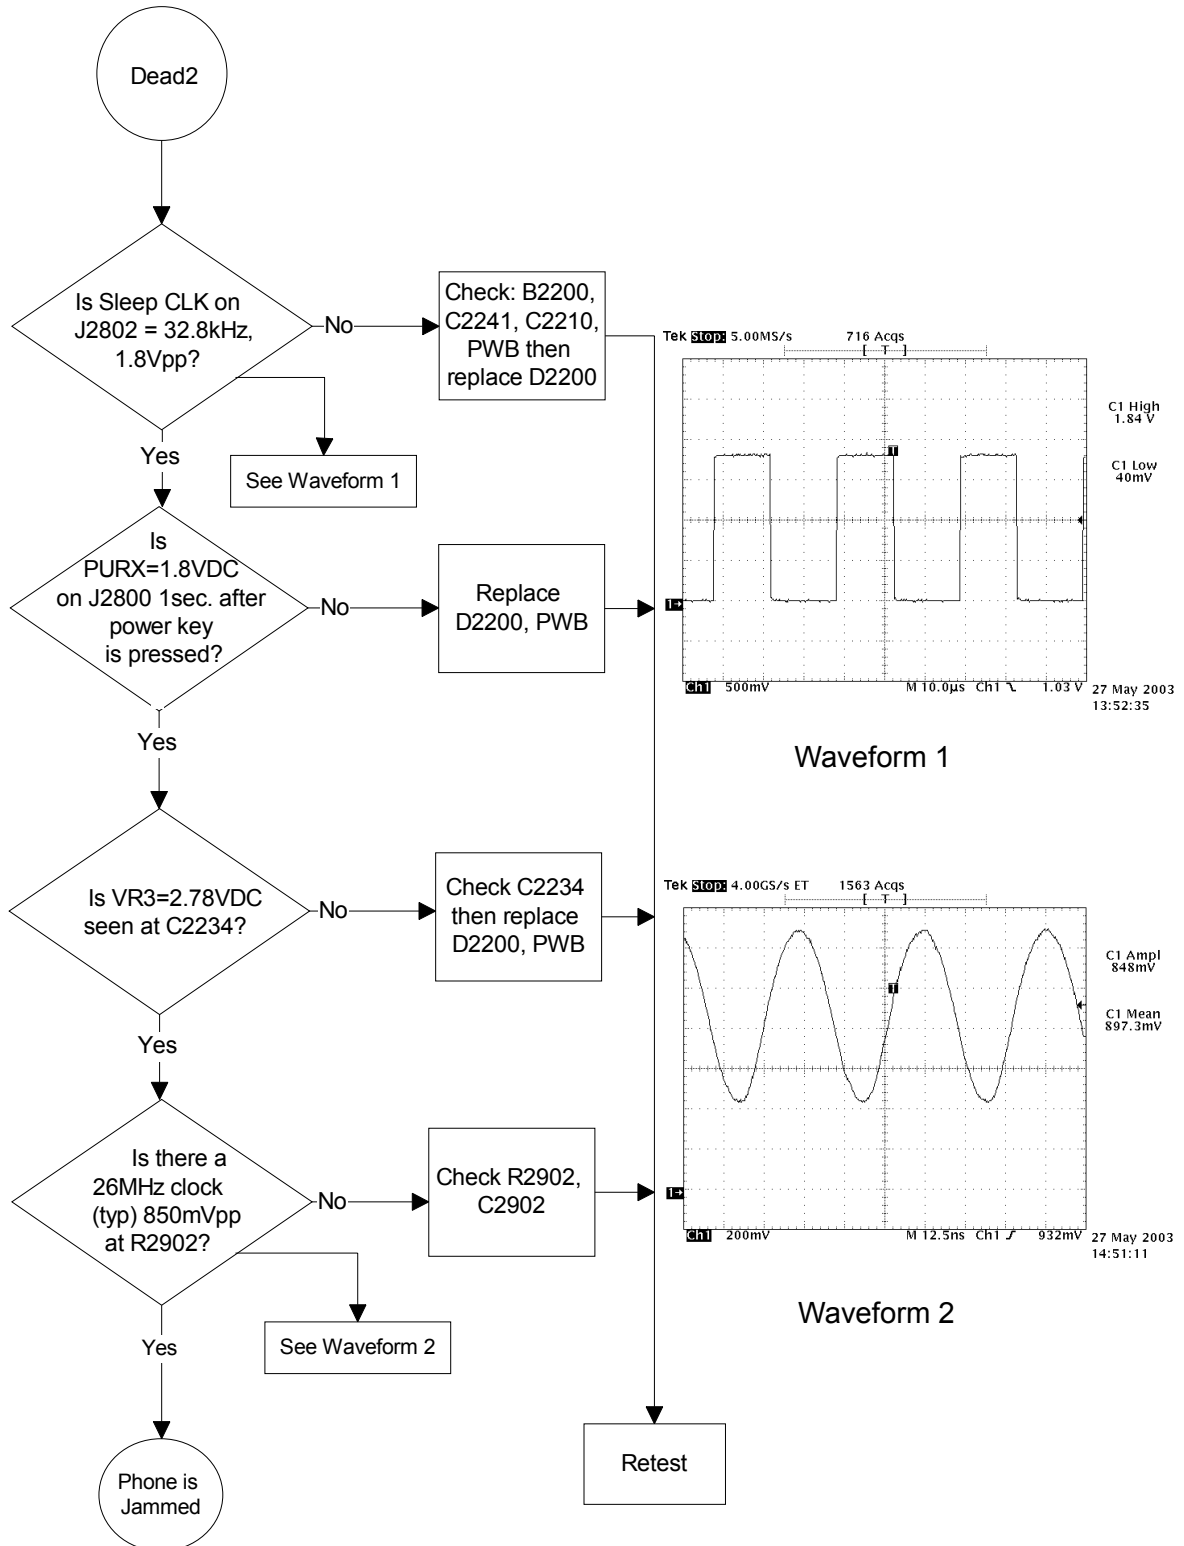 Dead2
Is Sleep CLK on
J2802 = 32.8kHz,
1.8Vpp?
No
Check: B2200,
C2241, C2210,
PWB then
replace D2200
Yes
See Waveform 1
Is
PURX=1.8VDC
on J2800 1sec. after
power key
is pressed?
No
Replace
D2200, PWB
Yes
Is VR3=2.78VDC
seen at C2234?
No
Check C2234
then replace
D2200, PWB
Yes
Is there a
26MHz clock
(typ) 850mVpp
at R2902?
No
Check R2902,
C2902
Yes
See Waveform 2
Phone is
Jammed
Retest
Tek Stop: 5.00MS/s 716 Acqs
[ T ]
T
C1 High
1.84 V
C1 Low
40mV
1
Ch1 500mV M 10.0µs Ch1 1.03 V
27 May 2003
13:52:35
Waveform 1
Tek Stop: 4.00GS/s ET 1563 Acqs
[ T ]
T
C1 Ampl
848mV
C1 Mean
897.3mV
1
Ch1 200mV M 12.5ns Ch1 932mV
27 May 2003
14:51:11
Waveform 2